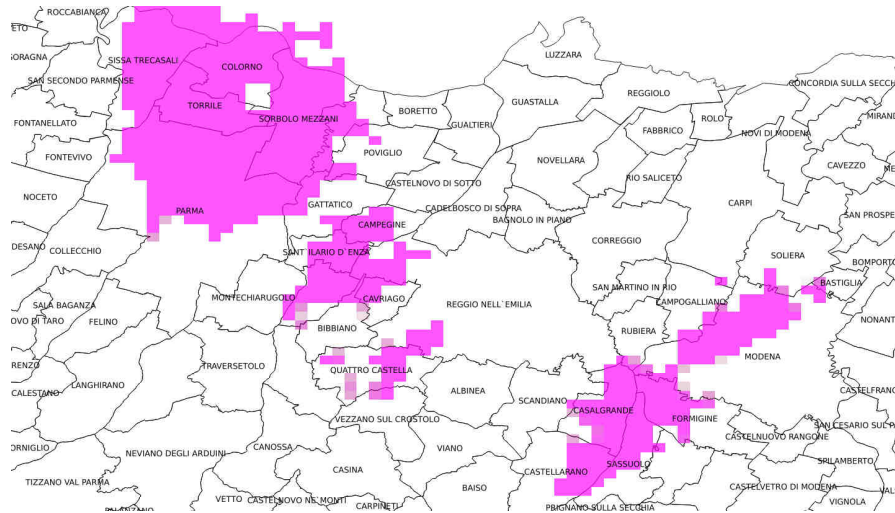 ROCCABIANCA
ETO
LUZZARA
SORAGNA
SISSA TRECASALI
COLORNO
SAN SECONDO PARMENSE
CONCORDIA SULLA SECCH
REGGIOLO
GUASTALLA
TORRILE
BORETTO
SORBOLO MEZZANI
ROLO
MIRAND
FONTANELLATO
GUALTIERI
FABBRICO
NOVI DI MODENA
FONTEVIVO
POVIGLIO
NOVELLARA
CAVEZZO
ME
RIO SALICETO
CASTELNOVO DI SOTTO
NOCETO
GATTATICO
CADELBOSCO DI SOPRA
CARPI
PARMA
BAGNOLO IN PIANO
SAN PROSPE
CAMPEGINE
DESANO
COLLECCHIO
CORREGGIO
SANT`ILARIO D`ENZA
SOLIERA
BOMPORTO
SAN MARTINO IN RIO
BASTIGLIA
MONTECHIARUGOLO
CAVRIAGO
CAMPOGALLIANO
SALA BAGANZA
REGGIO NELL`EMILIA
OVO DI TARO
FELINO
BIBBIANO
RUBIERA
NONANT
MODENA
RENZO
TRAVERSETOLO
QUATTRO CASTELLA
LANGHIRANO
ALBINEA
CALESTANO
CASTELFRANC
SCANDIANO
CASALGRANDE
VEZZANO SUL CROSTOLO
FORMIGINE
SAN CESARIO SUL PA
CASTELNUOVO RANGONE
ORNIGLIO
NEVIANO DEGLI ARDUINI
CANOSSA
VIANO
SPILAMBERTO
CASINA
CASTELLARANO
SASSUOLO
TIZZANO VAL PARMA
BAISO
CASTELVETRO DI MODENA
VETTO
CASTELNOVO NE`MONTI
CARPINETI
PRIGNANO SULLA SECCHIA
VIGNOLA
PALANZANO